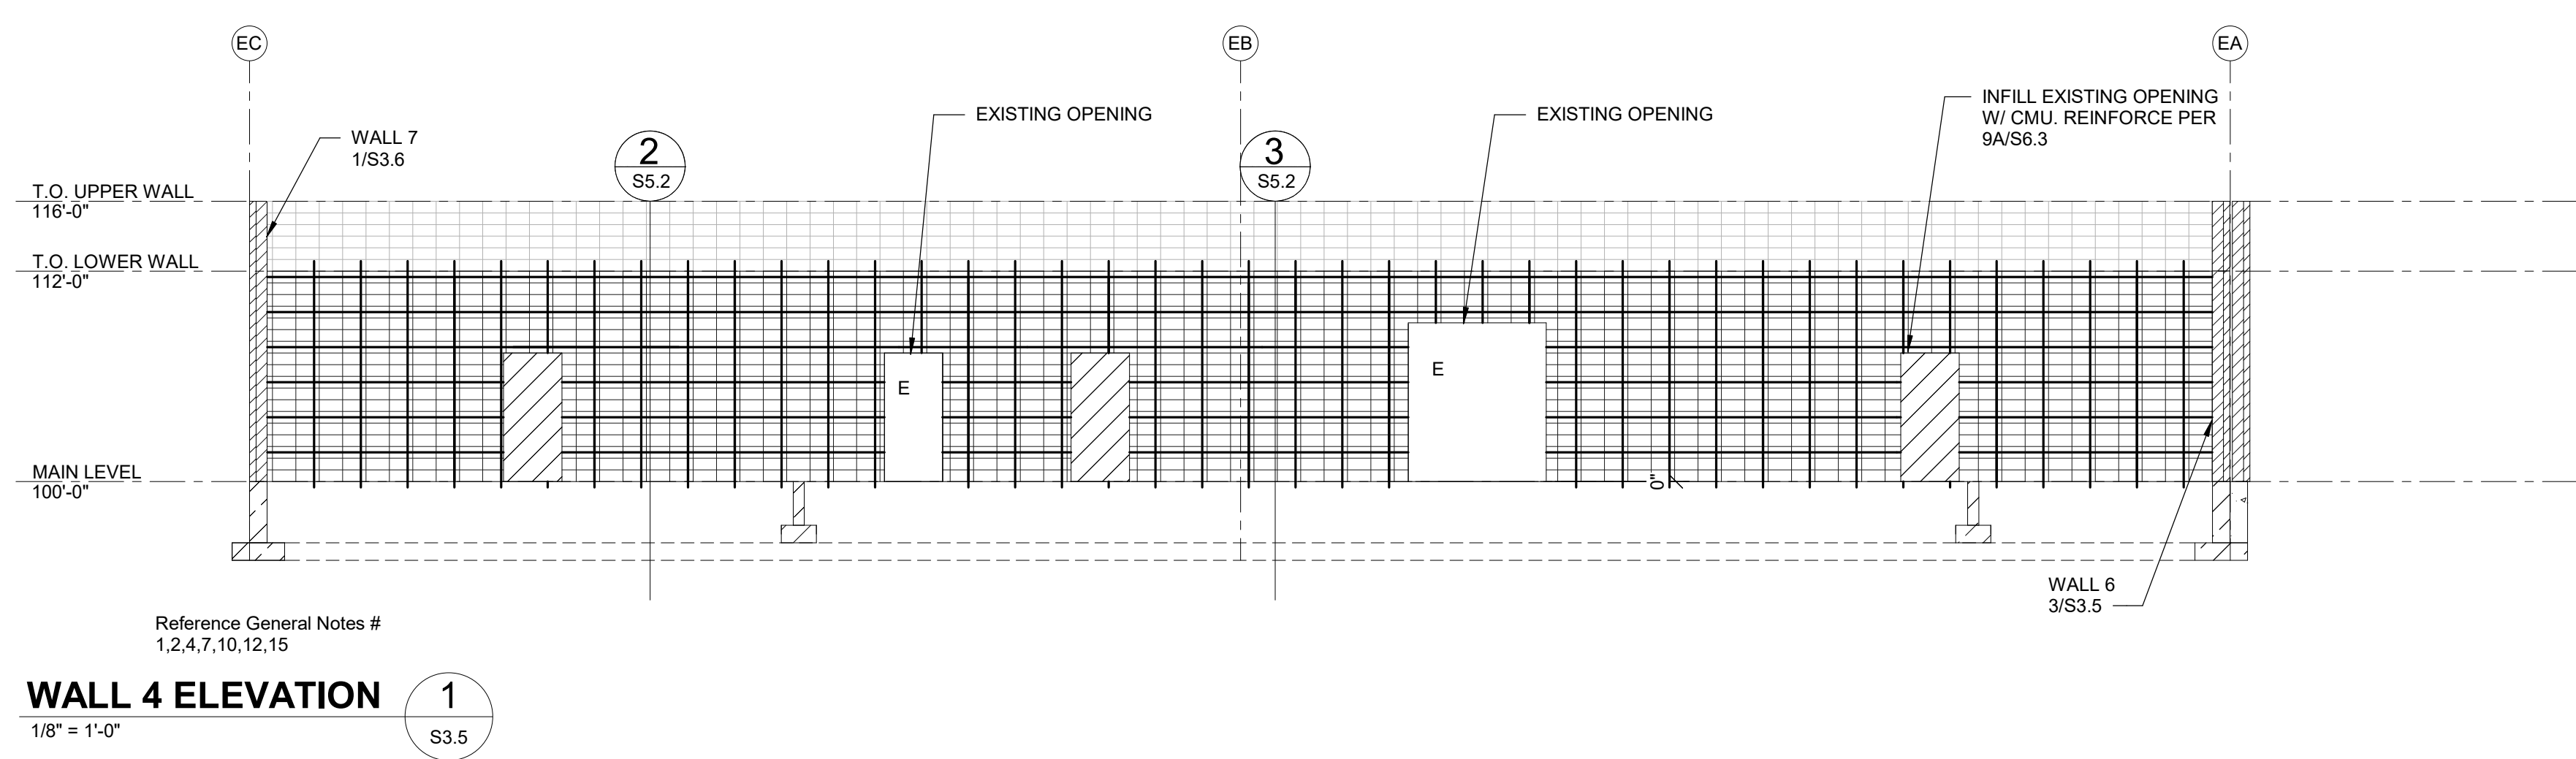 EC
EB
EA
WALL 7
1/S3.6
2
S5.2
EXISTING OPENING
3
S5.2
EXISTING OPENING
INFILL EXISTING OPENING
W/ CMU. REINFORCE PER
9A/S6.3
T.O. UPPER WALL
116'-0"
T.O. LOWER WALL
112'-0"
E
E
MAIN LEVEL
100'-0"
0"
WALL 6
3/S3.5
Reference General Notes #
1,2,4,7,10,12,15
WALL 4 ELEVATION
1/8" = 1'-0"
1
S3.5